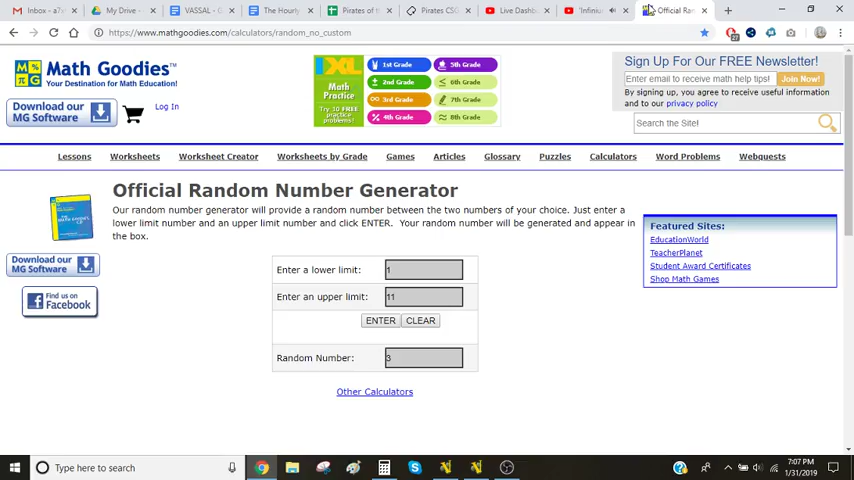 Inbox - a7x
My Drive -
VASSAL - G
The Hourly
Pirates of th
Pirates CSG
Live Dashb
'Infinium
Official Ran
https://www.mathgoodies.com/calculators/random_no_custom
Math Goodies™
Your Destination for Math Education!
Download our
MG Software
Log In
IXL
Math
Practice
Try 10 FREE
practice
problems!
1st Grade
5th Grade
2nd Grade
6th Grade
3rd Grade
7th Grade
4th Grade
8th Grade
Sign Up For Our FREE Newsletter!
Enter email to receive math help tips!
Join Now!
By signing up, you agree to receive useful information
and to our privacy policy
Search the Site!
Lessons
Worksheets
Worksheet Creator
Worksheets by Grade
Games
Articles
Glossary
Puzzles
Calculators
Word Problems
Webquests
Official Random Number Generator
Our random number generator will provide a random number between the two numbers of your choice. Just enter a
lower limit number and an upper limit number and click ENTER. Your random number will be generated and appear in
the box.
Download our
MG Software
Find us on
Facebook
Enter a lower limit: 1
Enter an upper limit: 11
ENTER CLEAR
Random Number: 3
Other Calculators
Featured Sites:
EducationWorld
TeacherPlanet
Student Award Certificates
Shop Math Games
Type here to search
7:07 PM
1/31/2019